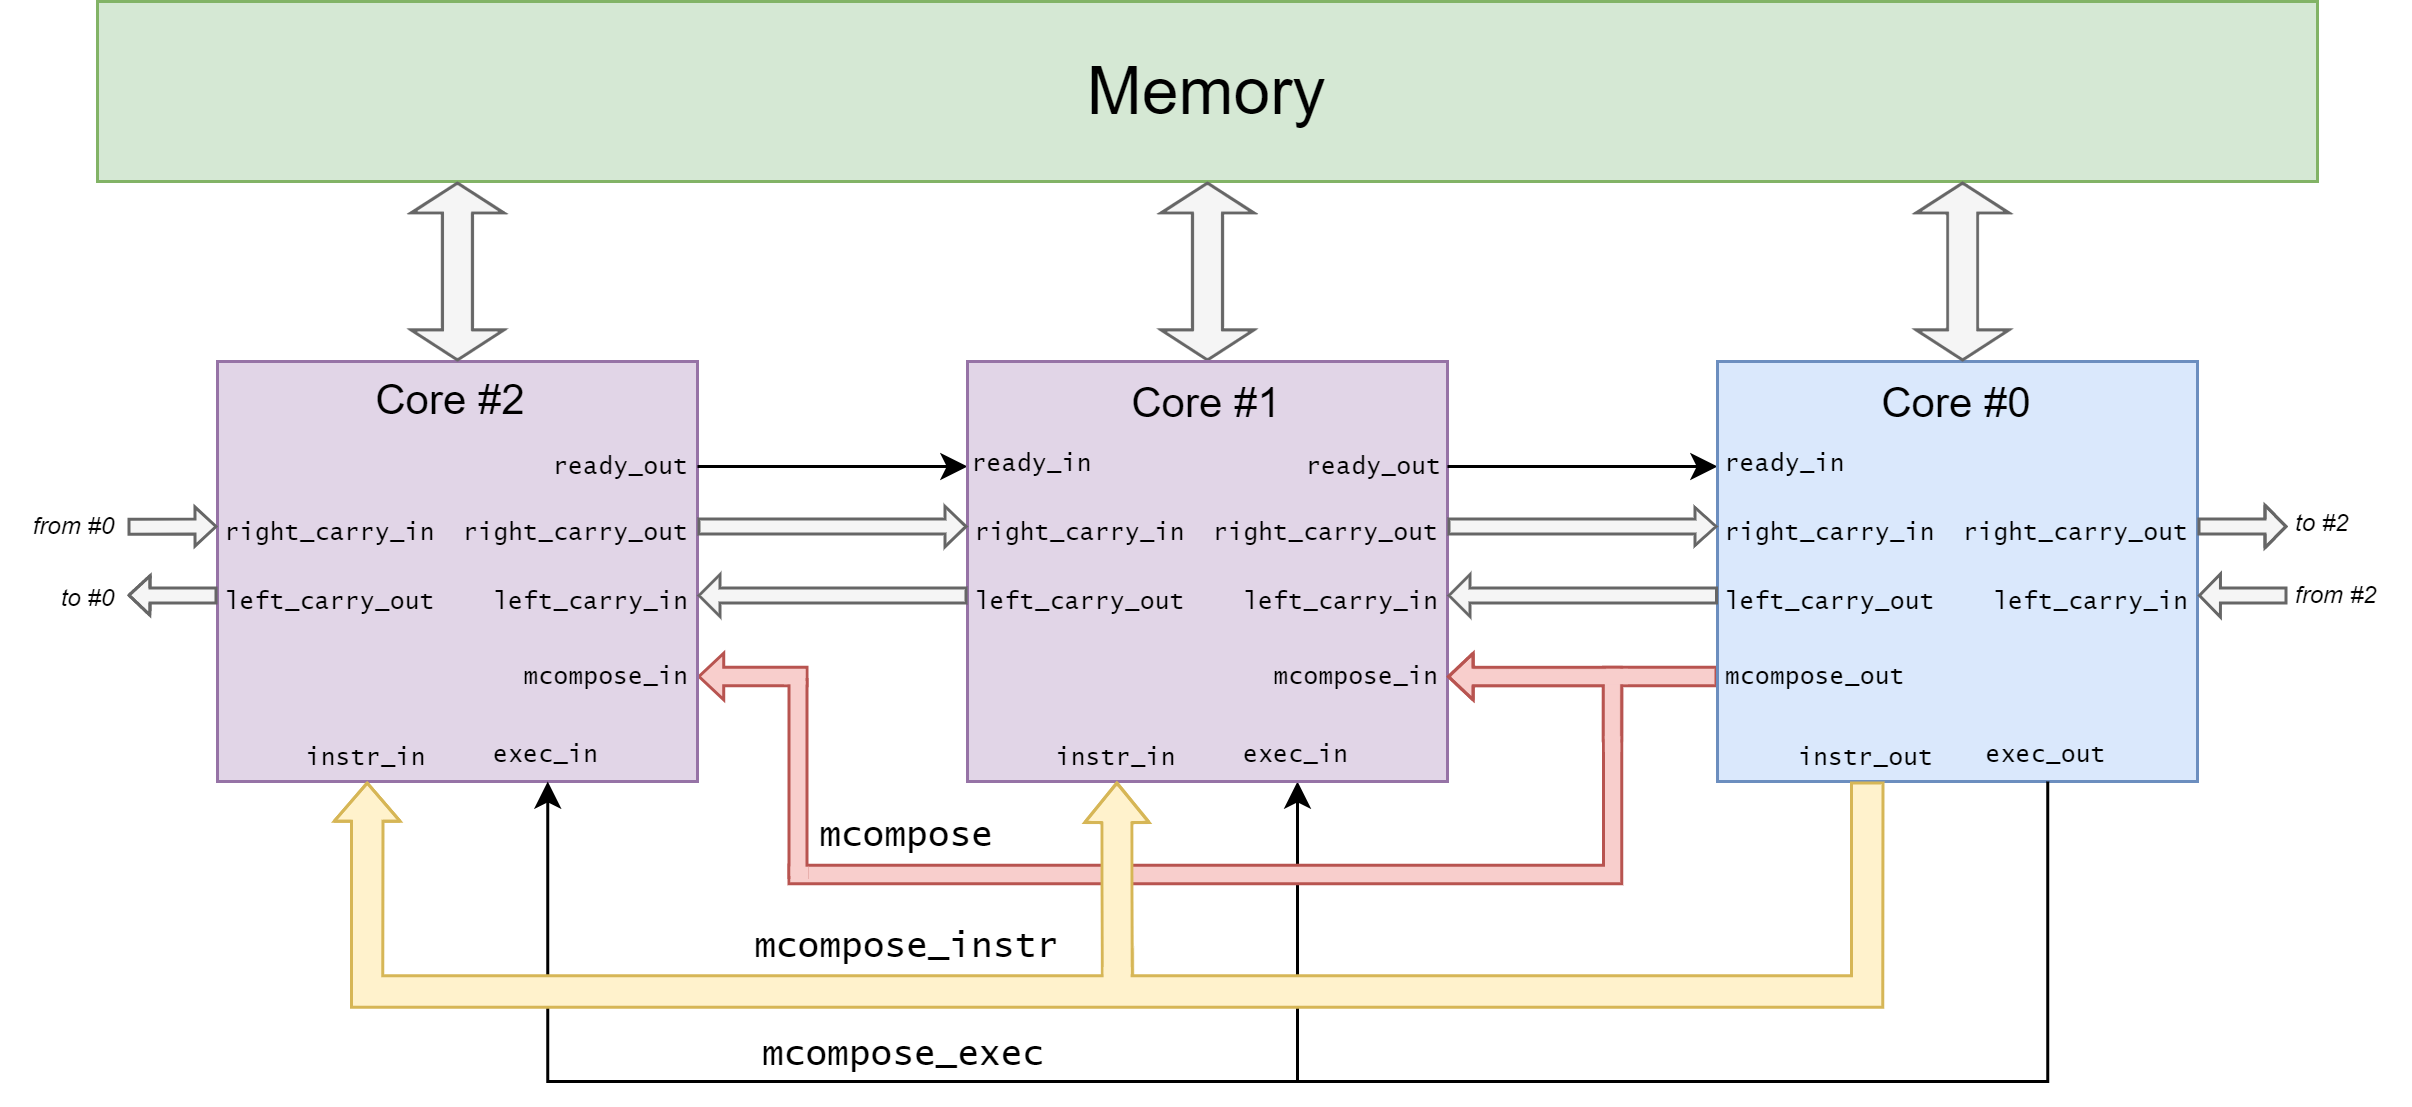 Memory
Core #2
Core #1
Core #0
ready_out
ready_in
ready_out
ready_in
from #0
right_carry_in
right_carry_out
right_carry_in
right_carry_out
right_carry_in
right_carry_out
to #2
to #0
left_carry_out
left_carry_in
left_carry_out
left_carry_in
left_carry_out
left_carry_in
from #2
mcompose_in
mcompose_in
mcompose_out
instr_in
exec_in
instr_in
exec_in
instr_out
exec_out
mcompose
mcompose_instr
mcompose_exec